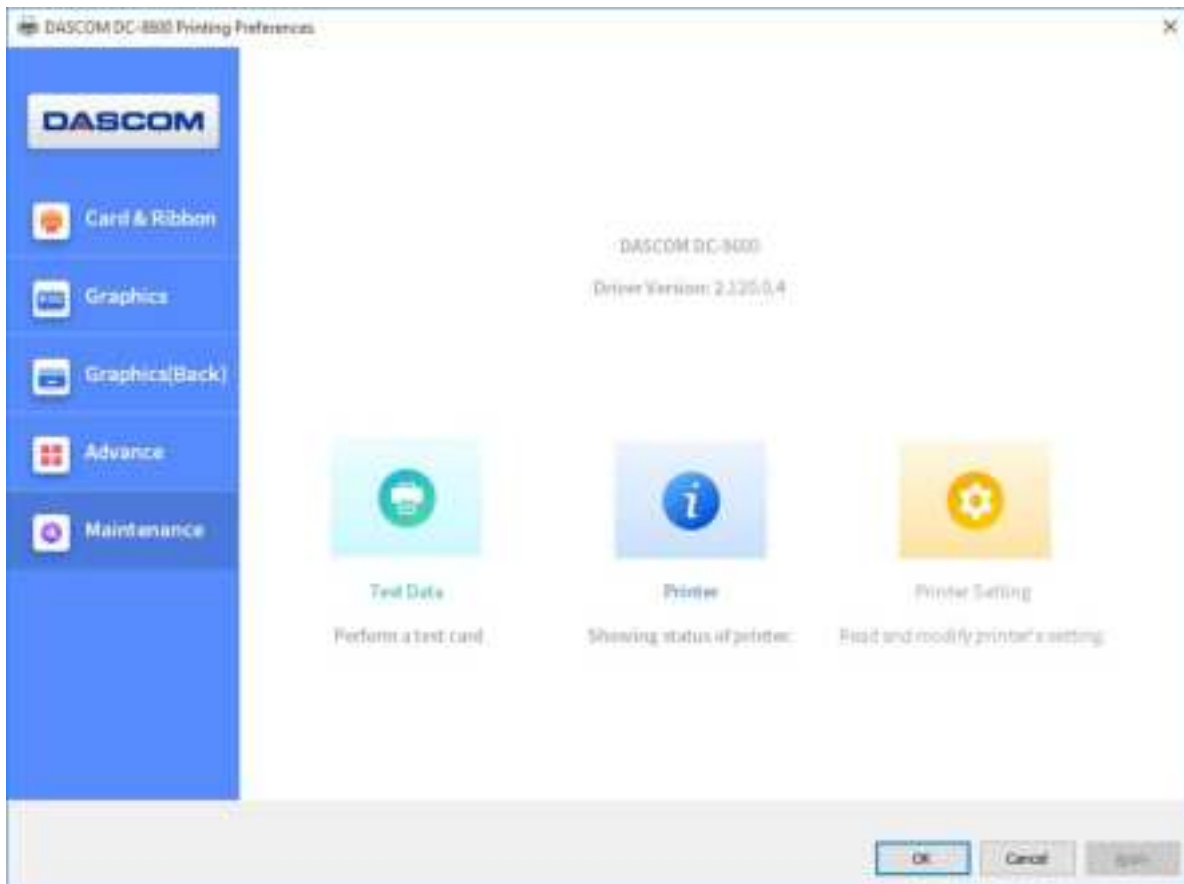 DASCOM DC-8600 Printing Preferences
DASCOM
Card & Ribbon
Graphics
Graphics(Back)
Advance
Maintenance
DASCOM DC-8600
Driver Version: 2.120.0.4
Test Data
Printer
Printer Setting
Perform a test card
Showing status of printer.
Read and modify printer's setting.
OK
Cancel
Apply